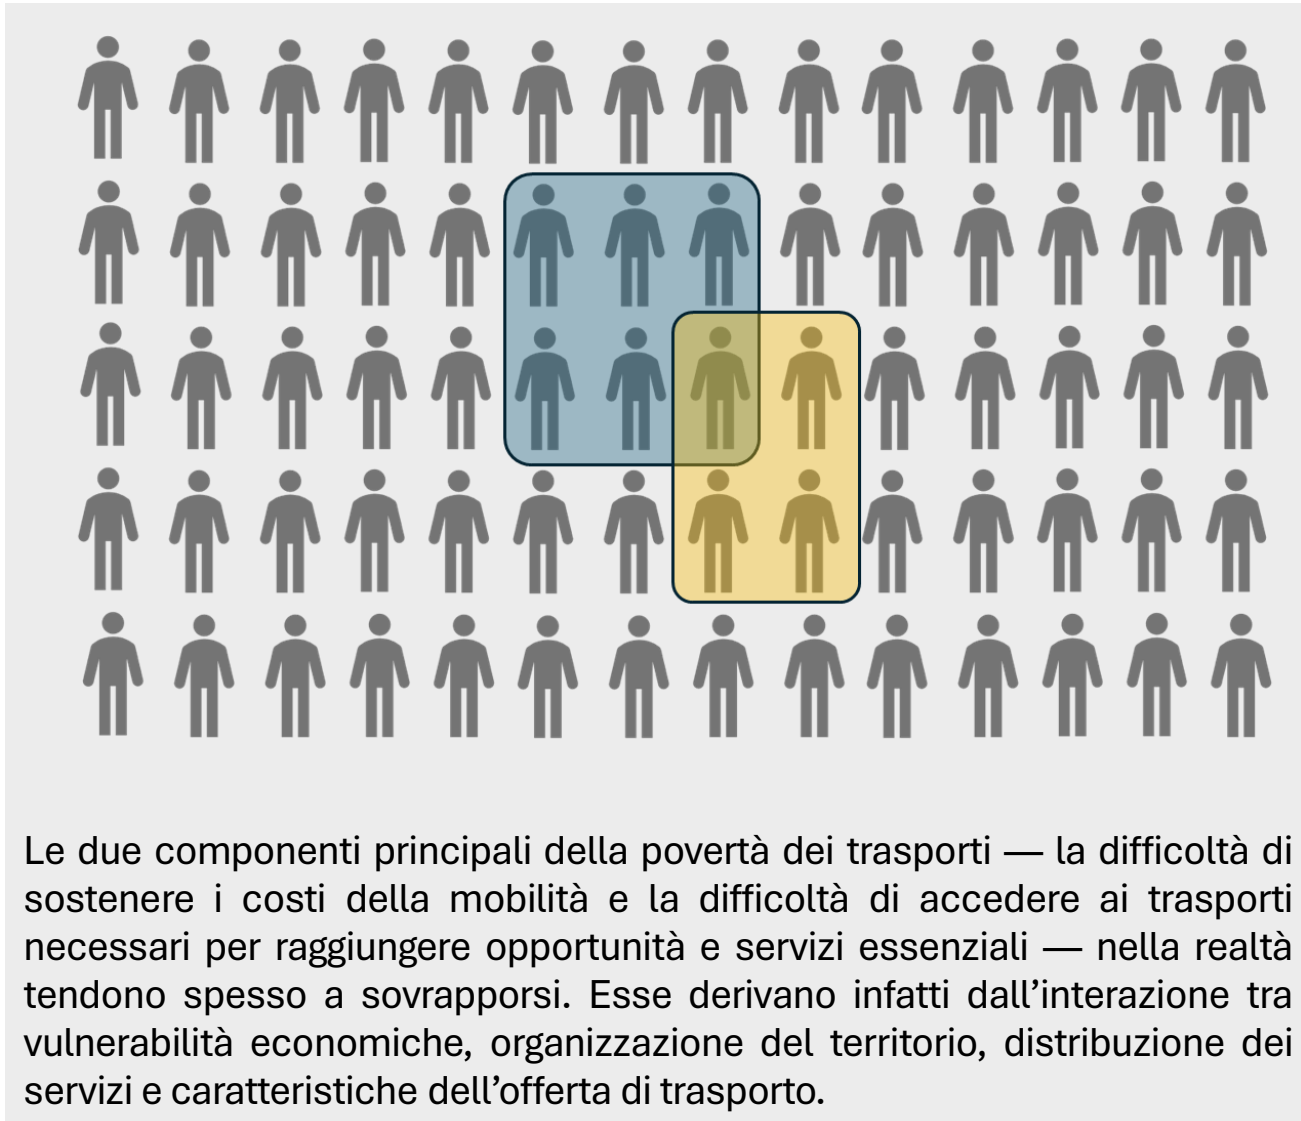 Le due componenti principali della povertà dei trasporti — la difficoltà di
sostenere i costi della mobilità e la difficoltà di accedere ai trasporti
necessari per raggiungere opportunità e servizi essenziali — nella realtà
tendono spesso a sovrapporsi. Esse derivano infatti dall’interazione tra
vulnerabilità economiche, organizzazione del territorio, distribuzione dei
servizi e caratteristiche dell’offerta di trasporto.